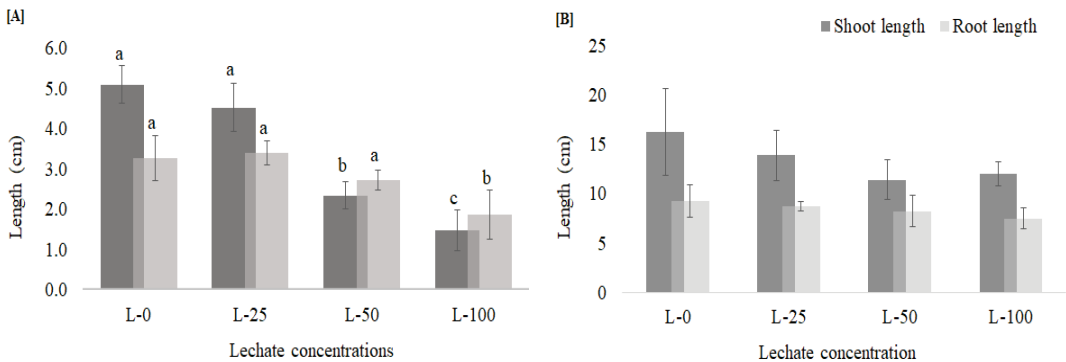 [A]
6.0
5.0
4.0
3.0
2.0
1.0
0.0
Length (cm)
a
a
a
a
b
a
c
b
L-0 L-25 L-50 L-100
Lechate concentrations
[B]
Shoot length Root length
25
20
15
10
5
0
Length (cm)
L-0 L-25 L-50 L-100
Lechate concentration